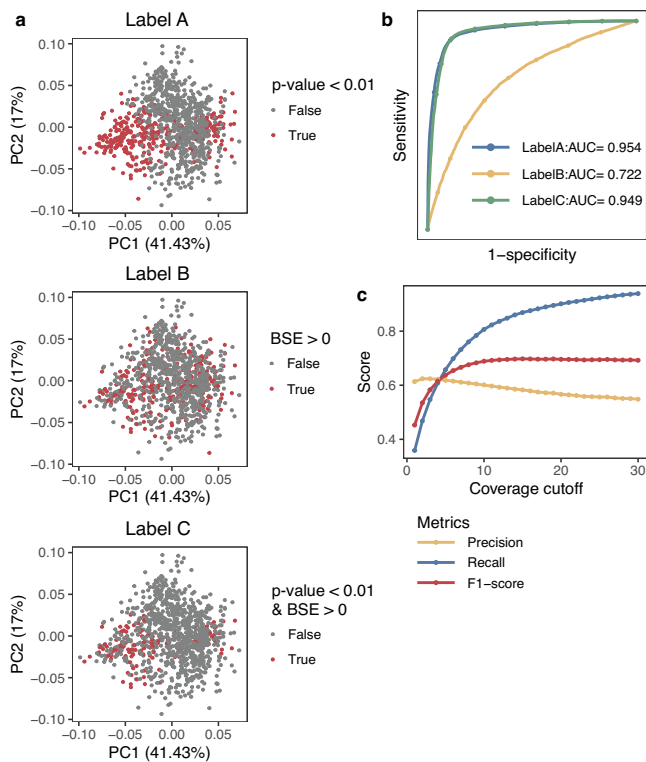 a
Label A
0.10
0.05
0.00
−0.05
−0.10
PC2 (17%)
−0.10
−0.05
0.00
0.05
PC1 (41.43%)
p-value < 0.01
False
True
Label B
0.10
0.05
0.00
−0.05
−0.10
PC2 (17%)
−0.10
−0.05
0.00
0.05
PC1 (41.43%)
BSE > 0
False
True
Label C
0.10
0.05
0.00
−0.05
−0.10
PC2 (17%)
−0.10
−0.05
0.00
0.05
PC1 (41.43%)
p-value < 0.01
& BSE > 0
False
True
b
Sensitivity
LabelA:AUC= 0.954
LabelB:AUC= 0.722
LabelC:AUC= 0.949
1−specificity
c
0.8
0.6
0.4
Score
0
10
20
30
Coverage cutoff
Metrics
Precision
Recall
F1−score